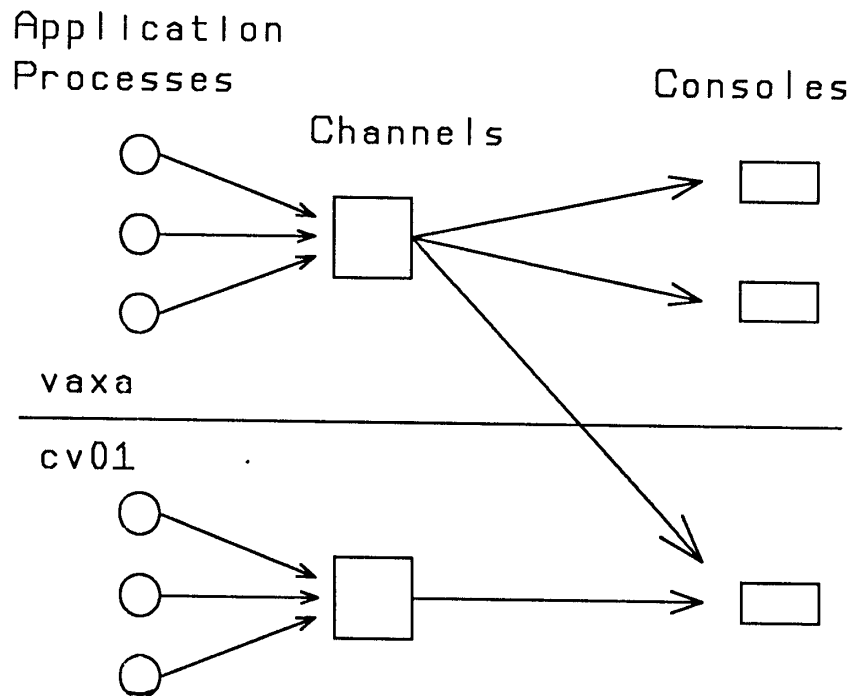 Application
Processes
Consoles
Channels
vaxa
cv01